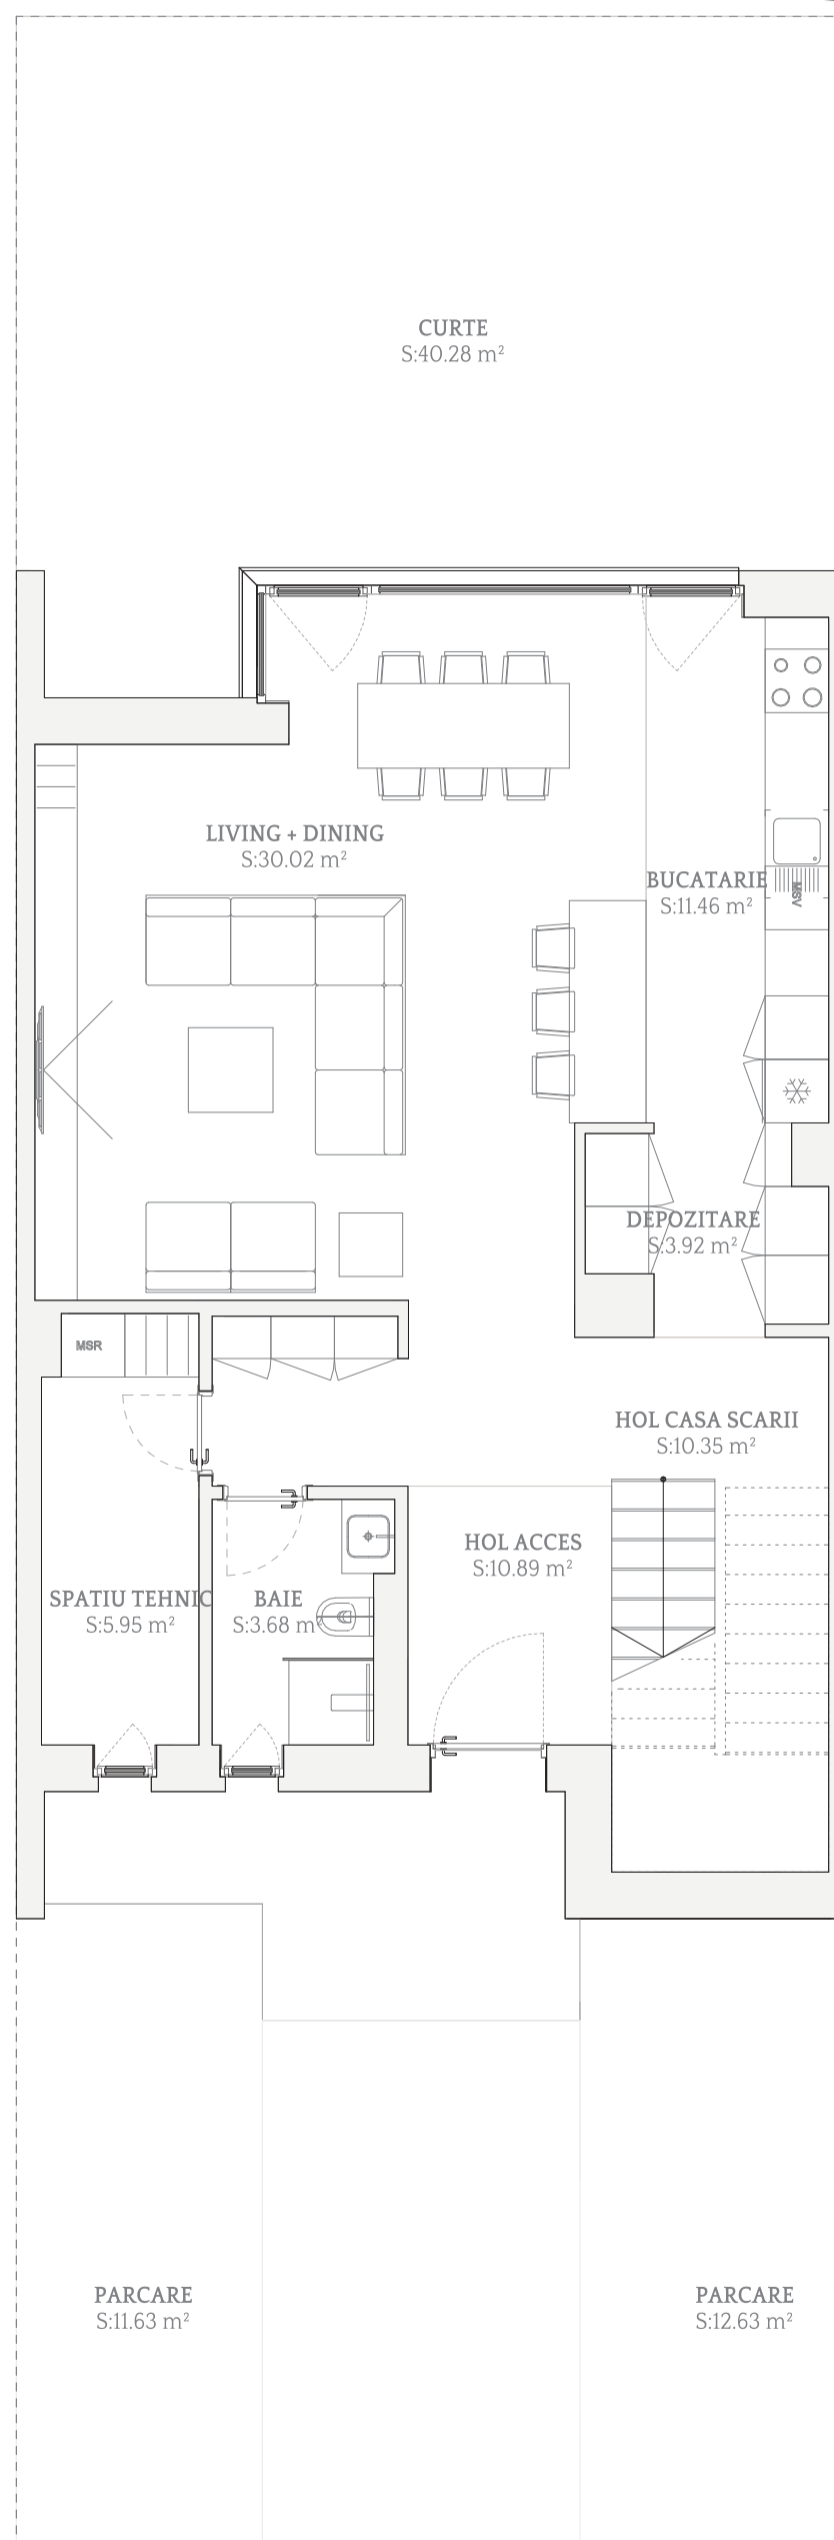 CURTE
S:40.28 m²
LIVING + DINING
S:30.02 m²
BUCATARIE
S:11.46 m²
MSV
DEPOZITARE
S:3.92 m²
MSR
HOL CASA SCARII
S:10.35 m²
HOL ACCES
S:10.89 m²
SPATIU TEHNIC
S:5.95 m²
BAIE
S:3.68 m
PARCARE
S:11.63 m²
PARCARE
S:12.63 m²